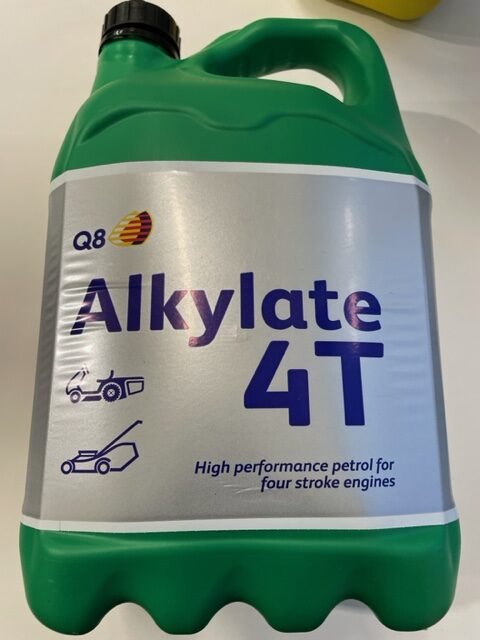 Q8
Alkylate
4T
High performance petrol for
four stroke engines